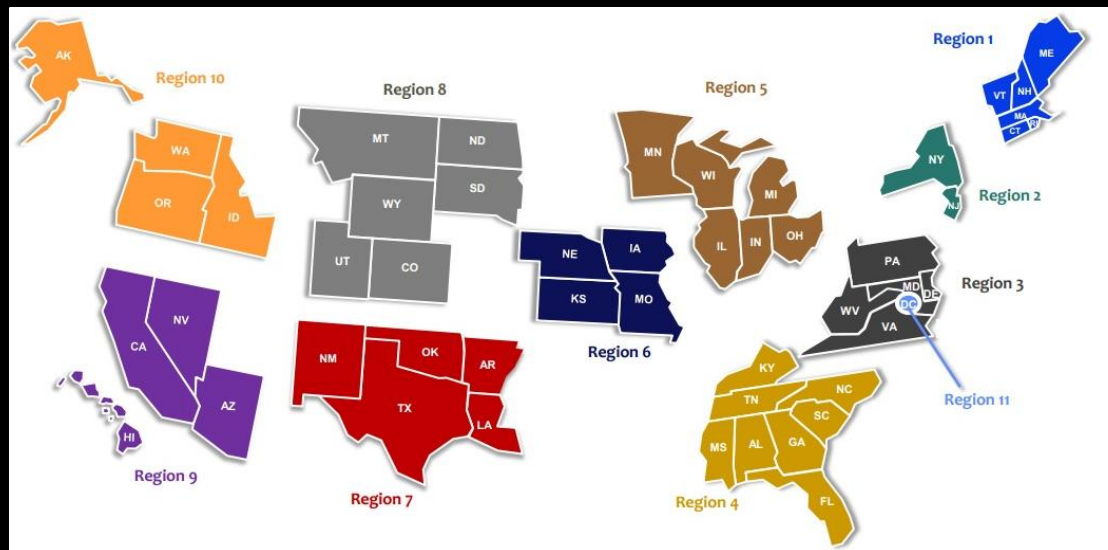 AK
Region 10
WA
OR
ID
Region 8
MT
ND
SD
WY
UT
CO
Region 5
MN
WI
MI
IL
IN
OH
Region 1
ME
VT
NH
MA
CT
RI
NY
NJ
Region 2
NE
IA
KS
MO
Region 6
PA
MD
DE
WV
DC
VA
Region 3
Region 11
NV
CA
AZ
HI
Region 9
NM
OK
AR
TX
LA
Region 7
KY
NC
TN
SC
MS
AL
GA
FL
Region 4